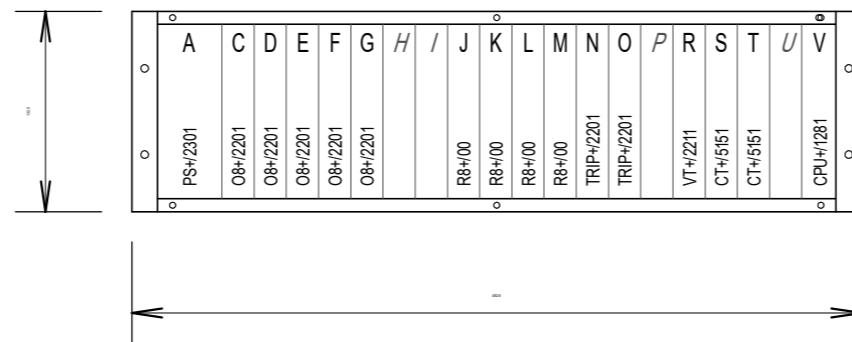 A C D E F G H I J K L M N O P R S T U V
PS+/2301
O8+/2201
O8+/2201
O8+/2201
O8+/2201
O8+/2201
R8+/00
R8+/00
R8+/00
R8+/00
TRIP+/2201
TRIP+/2201
VT+/2211
CT+/5151
CT+/5151
CPU+/1281